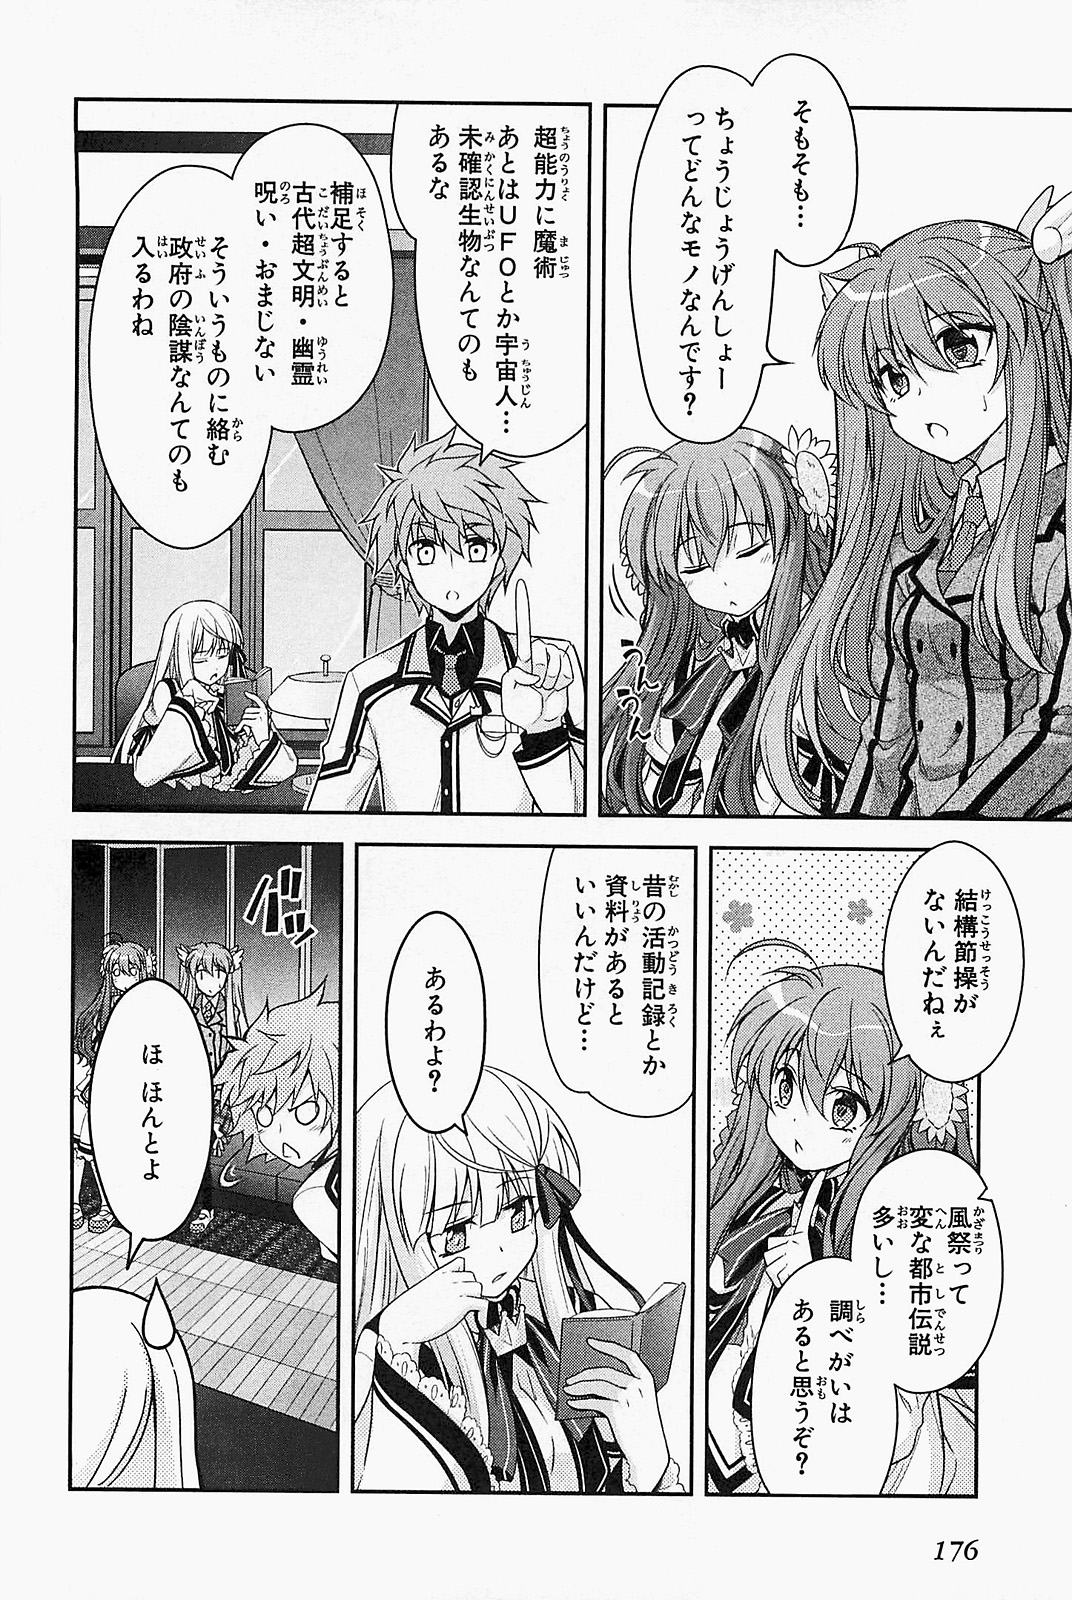 そもそも…
ちょうじょうげんしょー
ってどんなモノなんです？
うんうん
超能力に魔術
あとはＵＦＯとか宇宙人…
未確認生物なんてのも
あるな
補足すると
古代超文明・幽霊
呪い・おまじない
そういうものに絡む
政府の陰謀なんてのも
入るわね
結構節操が
ないんだねぇ
風祭って
変な都市伝説
多いし…
調べがいは
あると思うぞ？
昔の活動記録とか
資料があると
いいんだけど…
あるわよ？
グッ
ほ ほんとよ
176